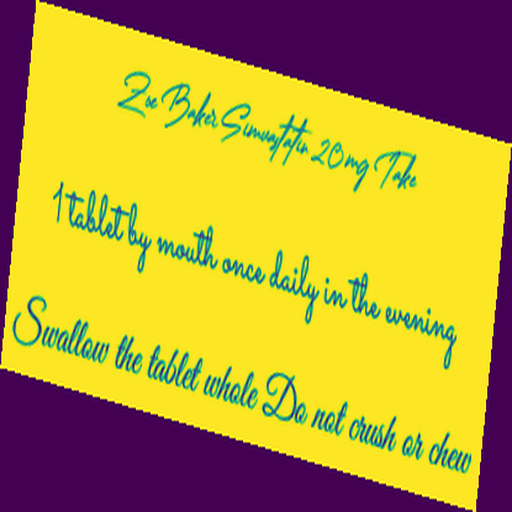 Zoe Baker Simvastatin 20mg Take
1 tablet by mouth once daily in the evening
Swallow the tablet whole Do not crush or chew